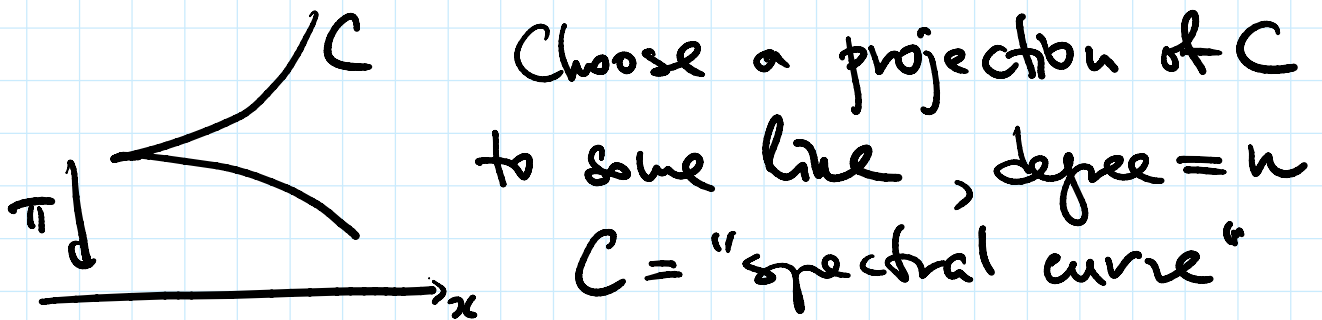 C
Choose a projection of C
to some line, degree = n
π
C = "spectral curve"
x